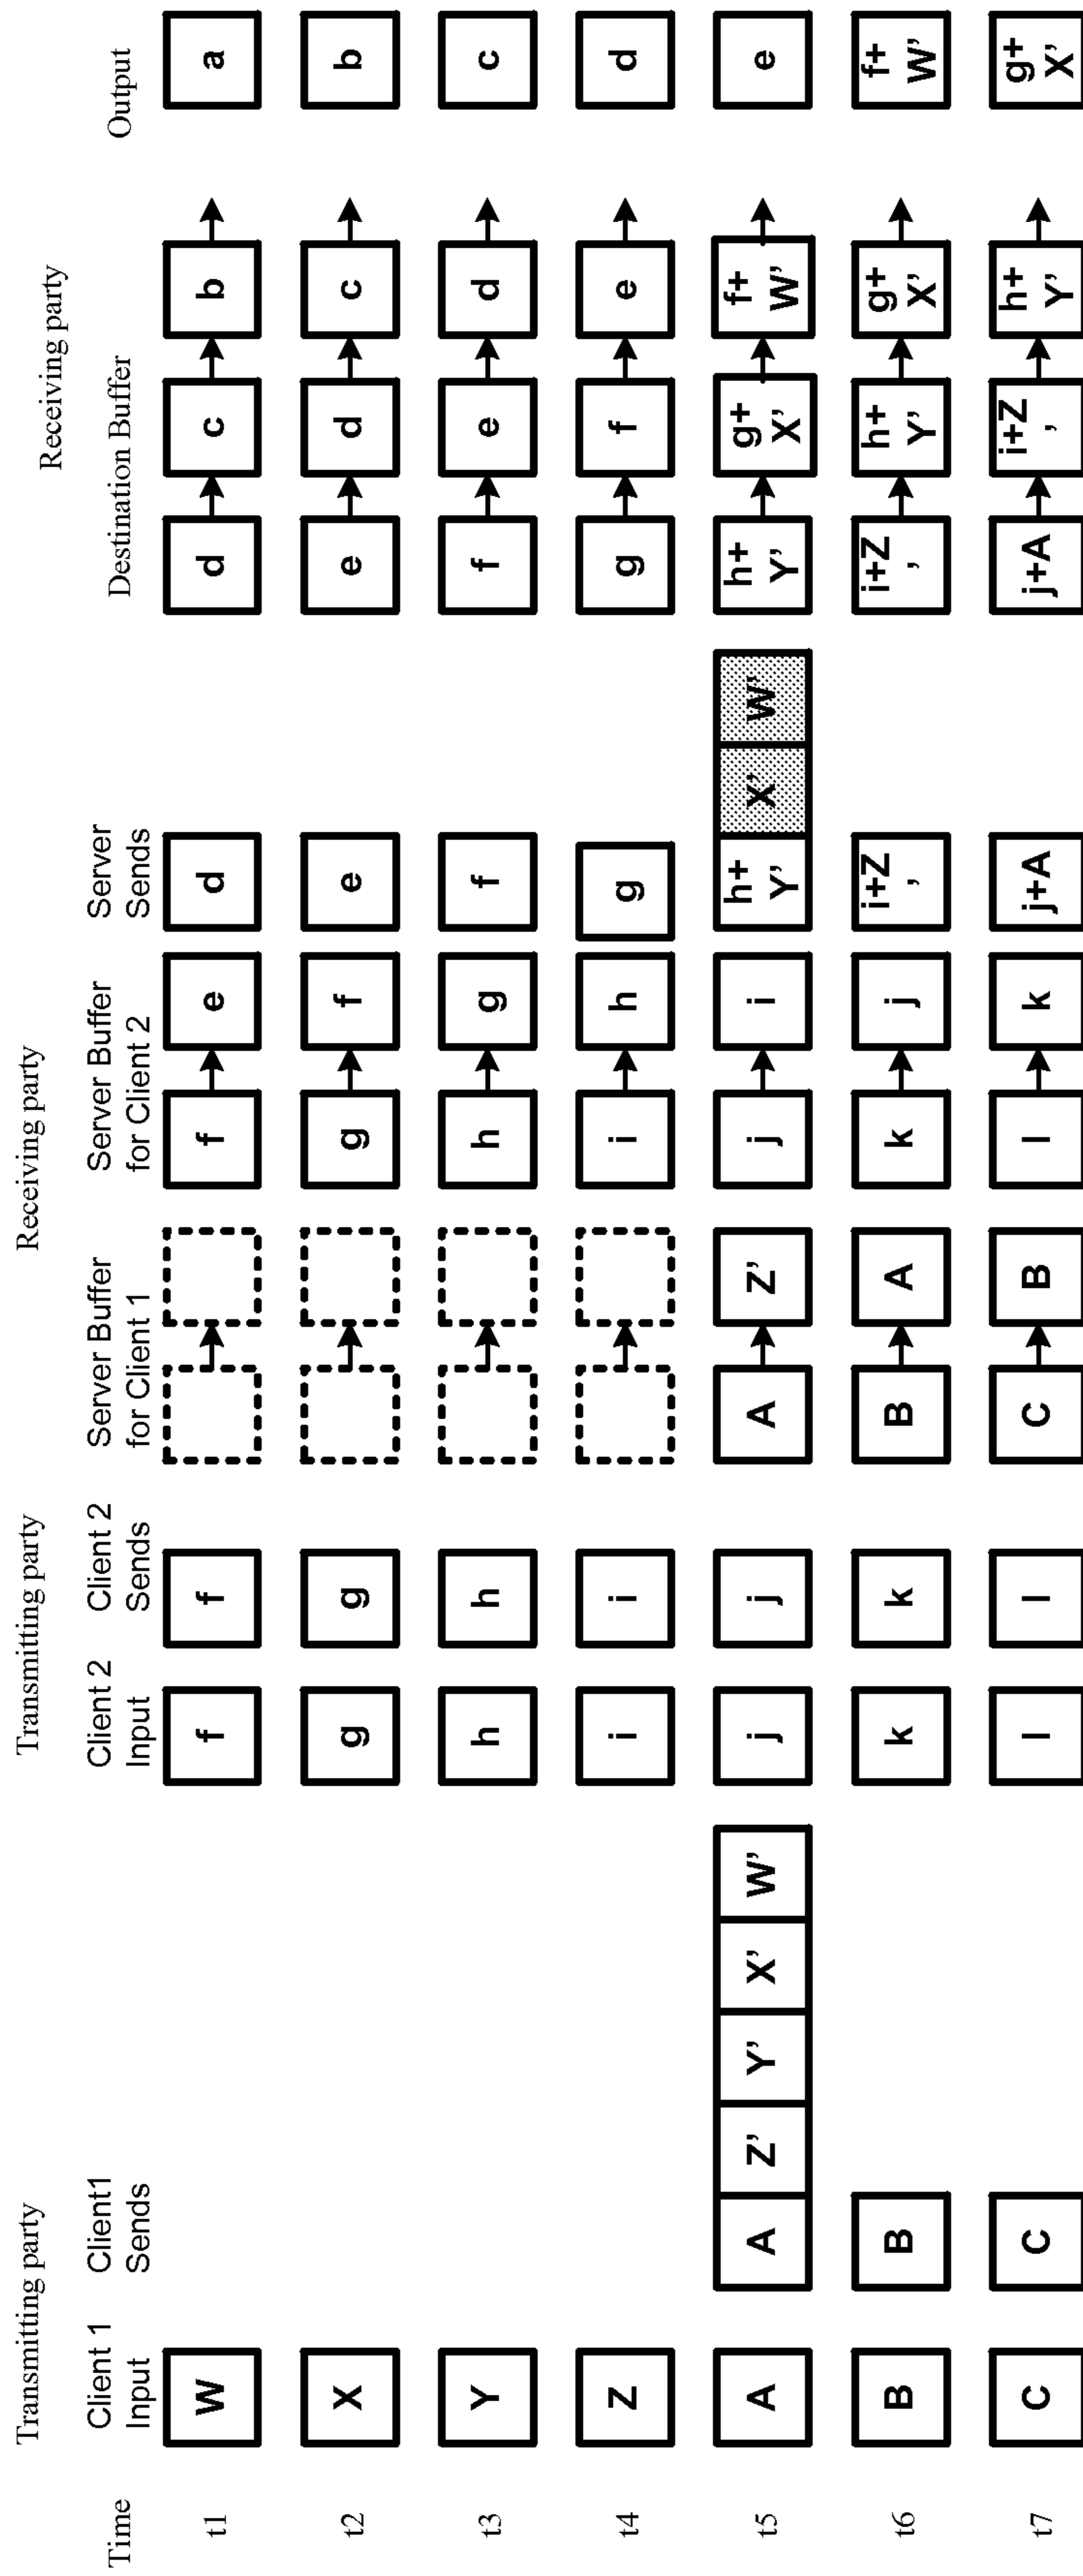 Transmitting party Transmitting party Receiving party Receiving party
Time Client 1 Client1 Client 2 Client 2 Server Buffer Server Buffer Server Destination Buffer Output
Input Sends Input Sends for Client 1 for Client 2 Sends
t1 W f f f e d d c b a
t2 X g g g f e e d c b
t3 Y h h h g f f e d c
t4 Z i i i h g g f e d
t5 A A Z' Y' X' W' j j A Z' j i h+ Y' X' W' h+ Y' g+ X' f+ W' e
t6 B B k k B A k j i+Z ' i+Z ' h+ Y' g+ X' f+ W'
t7 C C l l C B l k j+A j+A i+Z ' h+ Y' g+ X'